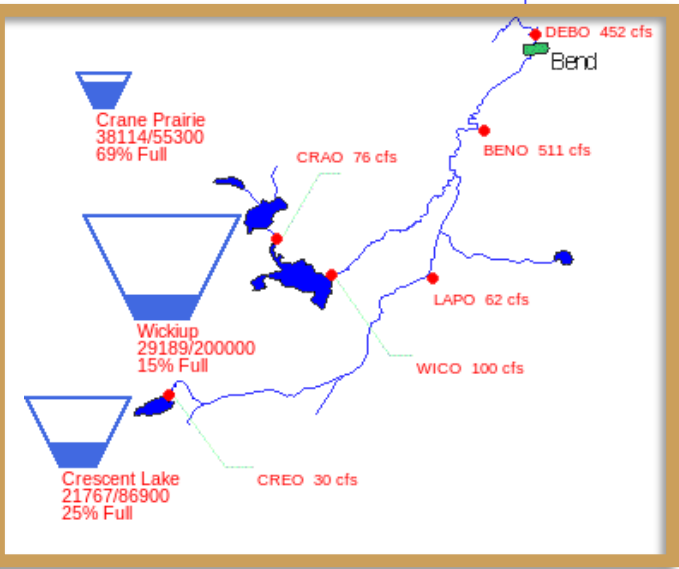 DEBO 452 cfs
Bend
Crane Prairie
38114/55300
69% Full
CRAO 76 cfs
BENO 511 cfs
LAPO 62 cfs
Wickiup
29189/200000
15% Full
WICO 100 cfs
Crescent Lake
21767/86900
25% Full
CREO 30 cfs